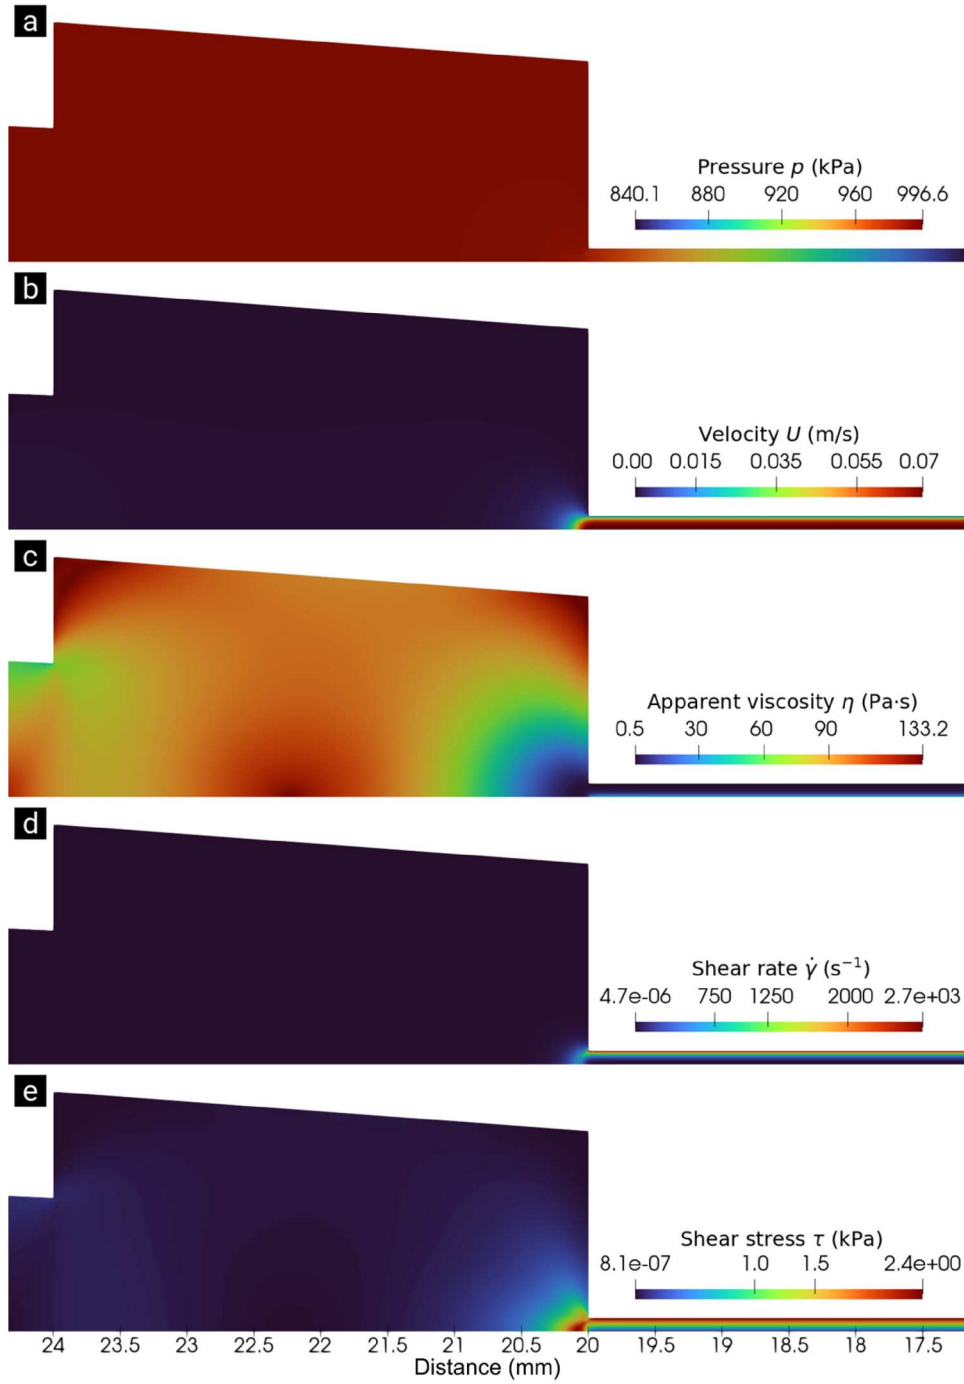 a
Pressure p (kPa)
840.1 880 920 960 996.6
b
Velocity U (m/s)
0.00 0.015 0.035 0.055 0.07
c
Apparent viscosity η (Pa·s)
0.5 30 60 90 133.2
d
Shear rate γ̇ (s⁻¹)
4.7e-06 750 1250 2000 2.7e+03
e
Shear stress τ (kPa)
8.1e-07 1.0 1.5 2.4e+00
24 23.5 23 22.5 22 21.5 21 20.5 20 19.5 19 18.5 18 17.5
Distance (mm)